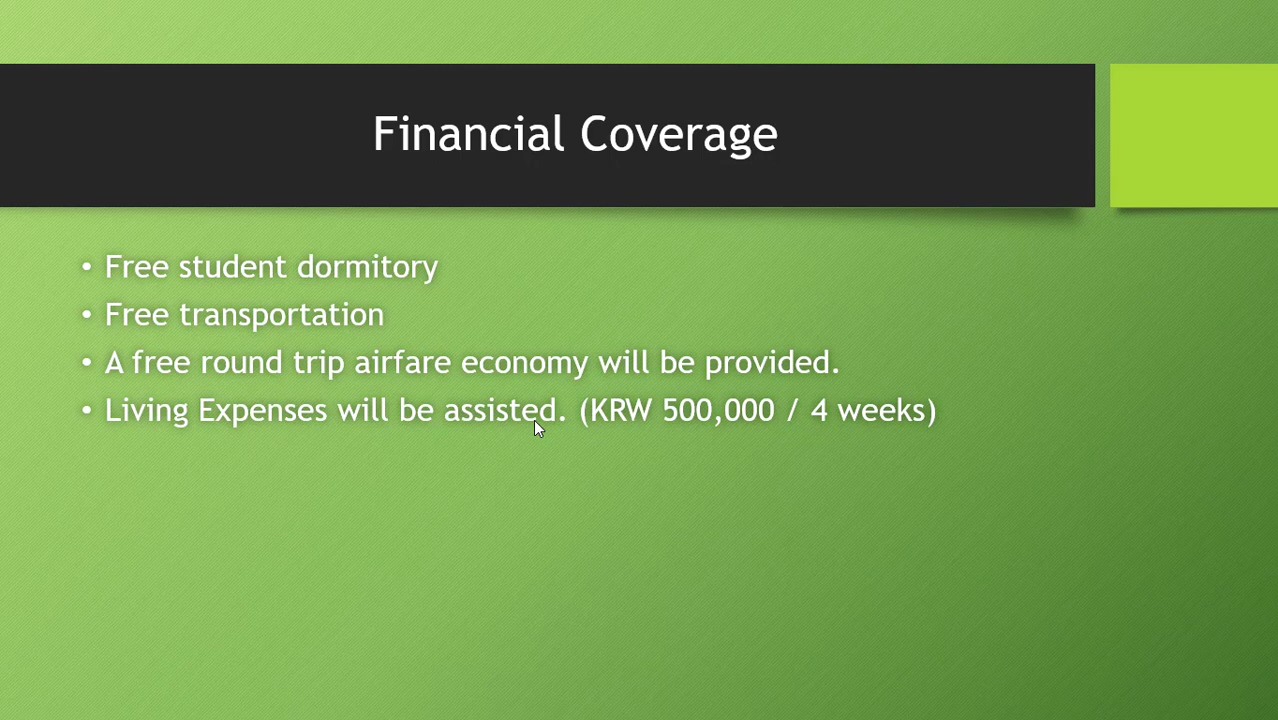 Financial Coverage
• Free student dormitory
• Free transportation
• A free round trip airfare economy will be provided.
• Living Expenses will be assisted. (KRW 500,000 / 4 weeks)